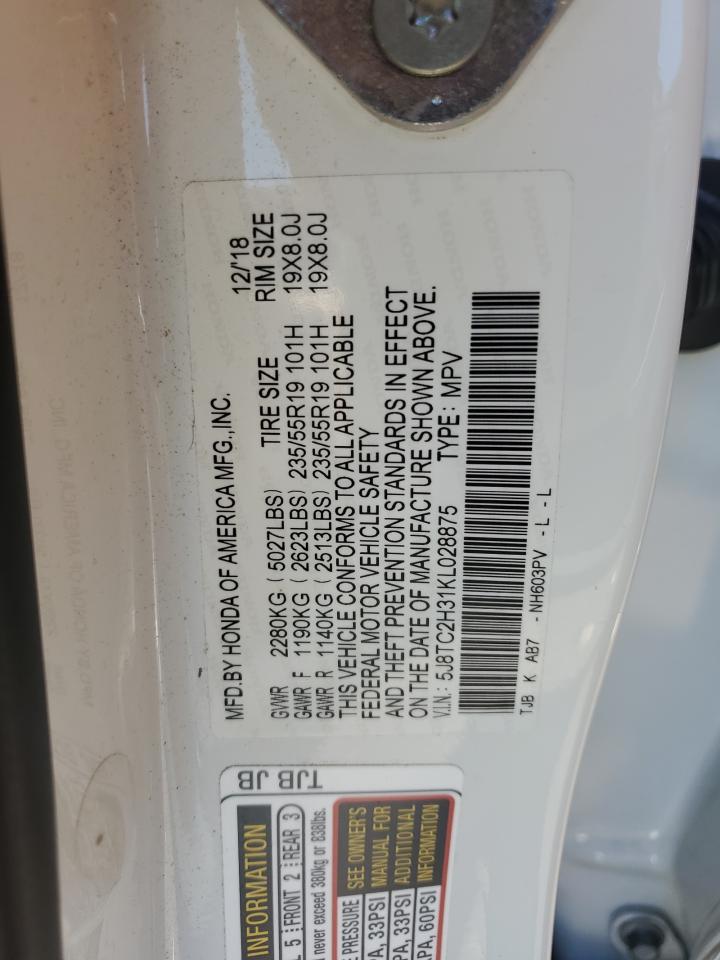 MFD.BY HONDA OF AMERICA MFG.,INC. 12/'18
GVWR 2280KG (5027LBS) TIRE SIZE RIM SIZE
GAWR F 1190KG (2623LBS) 235/55R19 101H 19X8.0J
GAWR R 1140KG (2513LBS) 235/55R19 101H 19X8.0J
THIS VEHICLE CONFORMS TO ALL APPLICABLE
FEDERAL MOTOR VEHICLE SAFETY
AND THEFT PREVENTION STANDARDS IN EFFECT
ON THE DATE OF MANUFACTURE SHOWN ABOVE.
V.I.N.: 5J8TC2H31KL028875 TYPE: MPV
TJB K AB7 - NH603PV - L - L
TJB JB
INFORMATION
5 FRONT 2 REAR 3
never exceed 380kg or 838lbs.
PRESSURE SEE OWNER'S
33PSI MANUAL FOR
33PSI ADDITIONAL
60PSI INFORMATION